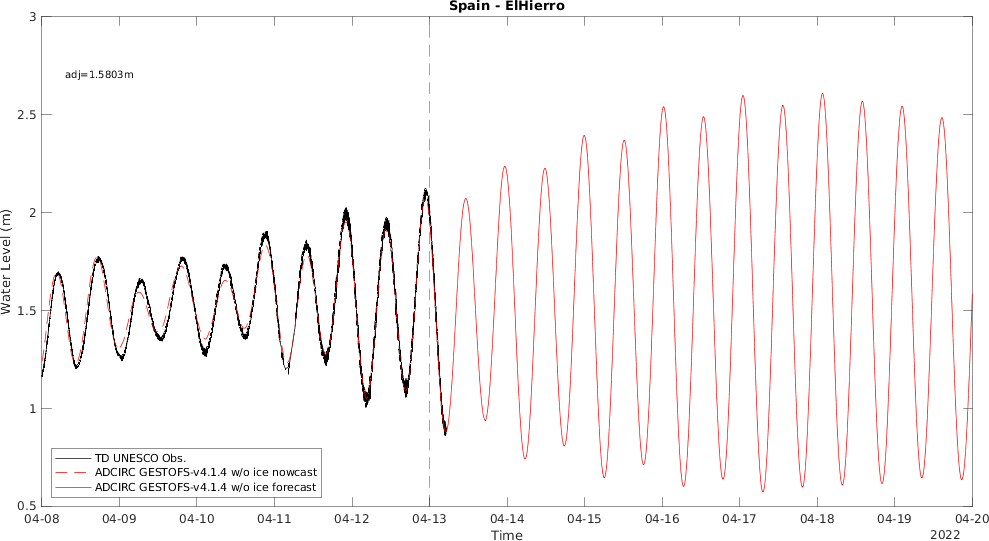 Spain - ElHierro
adj=1.5803m
Water Level (m)
3
2.5
2
1.5
1
0.5
TD UNESCO Obs.
ADCIRC GESTOFS-v4.1.4 w/o ice nowcast
ADCIRC GESTOFS-v4.1.4 w/o ice forecast
04-08 04-09 04-10 04-11 04-12 04-13 04-14 04-15 04-16 04-17 04-18 04-19 04-20
Time
2022